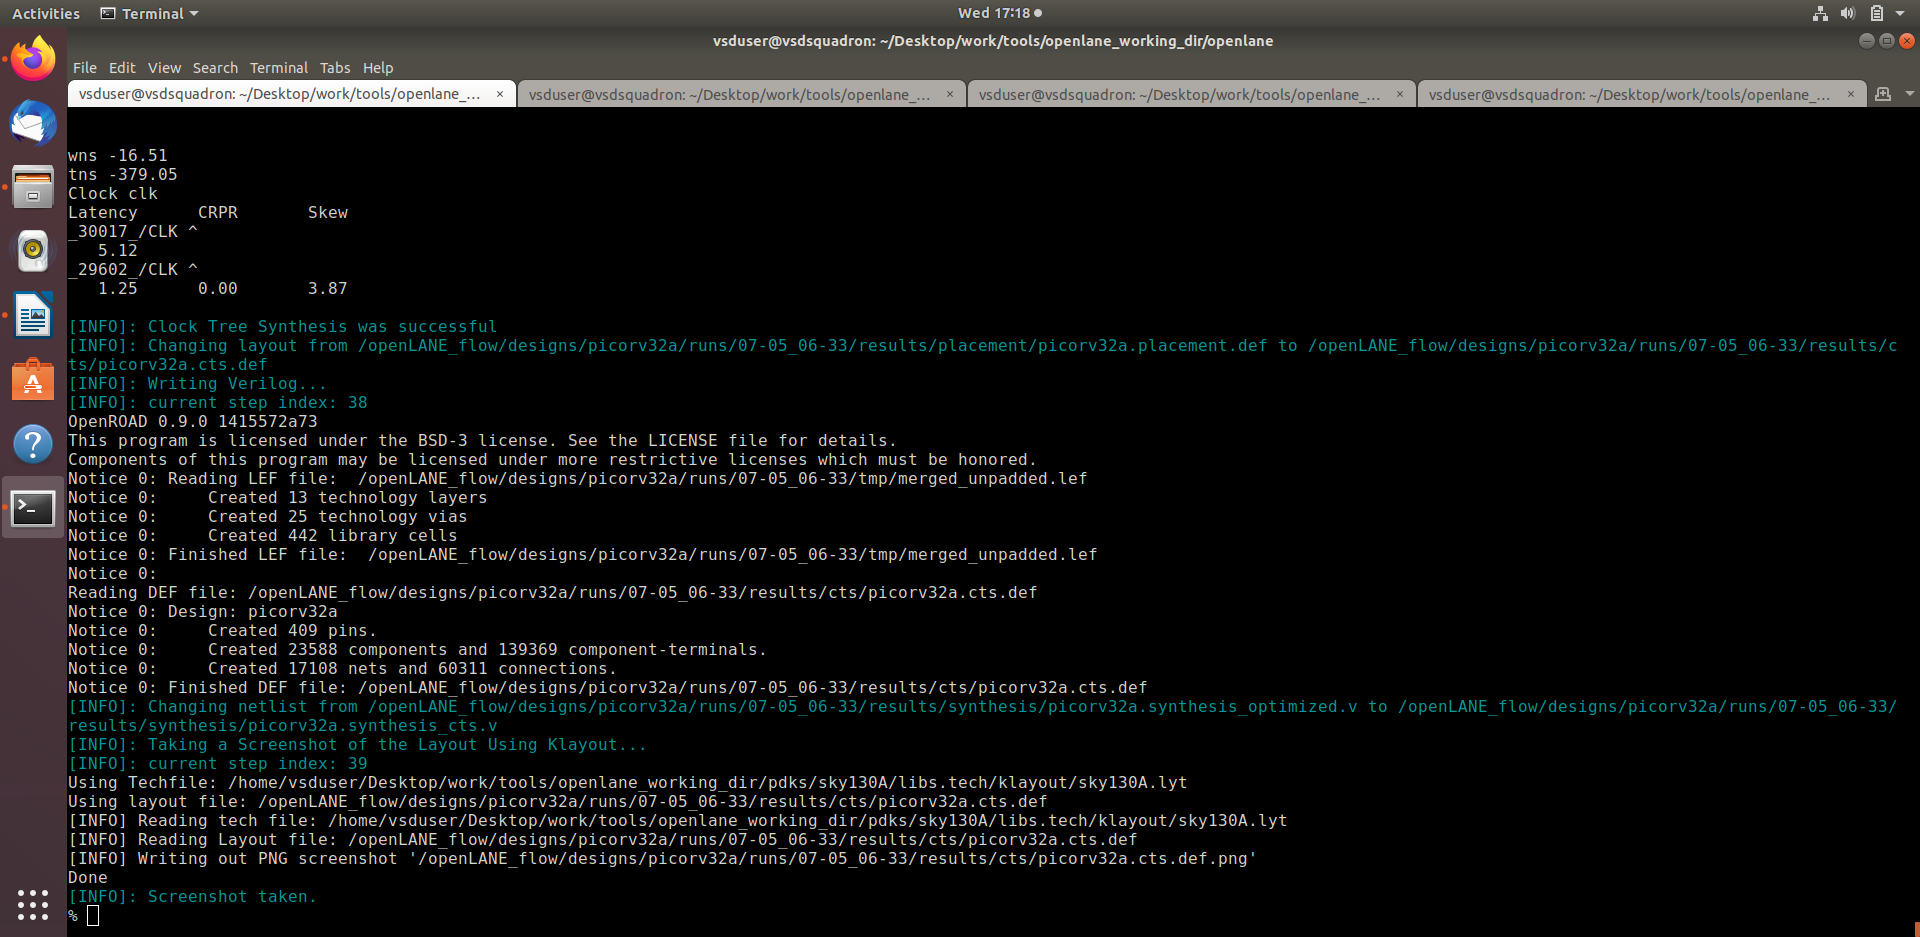 Activities Terminal Wed 17:18
vsduser@vsdsquadron: ~/Desktop/work/tools/openlane_working_dir/openlane
File Edit View Search Terminal Tabs Help
vsduser@vsdsquadron: ~/Desktop/work/tools/openlane_... × vsduser@vsdsquadron: ~/Desktop/work/tools/openlane_... × vsduser@vsdsquadron: ~/Desktop/work/tools/openlane_... × vsduser@vsdsquadron: ~/Desktop/work/tools/openlane_... ×
wns -16.51
tns -379.05
Clock clk
Latency      CRPR       Skew
_30017_/CLK ^
   5.12
_29602_/CLK ^
   1.25      0.00       3.87
[INFO]: Clock Tree Synthesis was successful
[INFO]: Changing layout from /openLANE_flow/designs/picorv32a/runs/07-05_06-33/results/placement/picorv32a.placement.def to /openLANE_flow/designs/picorv32a/runs/07-05_06-33/results/c
ts/picorv32a.cts.def
[INFO]: Writing Verilog...
[INFO]: current step index: 38
OpenROAD 0.9.0 1415572a73
This program is licensed under the BSD-3 license. See the LICENSE file for details.
Components of this program may be licensed under more restrictive licenses which must be honored.
Notice 0: Reading LEF file:  /openLANE_flow/designs/picorv32a/runs/07-05_06-33/tmp/merged_unpadded.lef
Notice 0:     Created 13 technology layers
Notice 0:     Created 25 technology vias
Notice 0:     Created 442 library cells
Notice 0: Finished LEF file:  /openLANE_flow/designs/picorv32a/runs/07-05_06-33/tmp/merged_unpadded.lef
Notice 0:
Reading DEF file: /openLANE_flow/designs/picorv32a/runs/07-05_06-33/results/cts/picorv32a.cts.def
Notice 0: Design: picorv32a
Notice 0:     Created 409 pins.
Notice 0:     Created 23588 components and 139369 component-terminals.
Notice 0:     Created 17108 nets and 60311 connections.
Notice 0: Finished DEF file: /openLANE_flow/designs/picorv32a/runs/07-05_06-33/results/cts/picorv32a.cts.def
[INFO]: Changing netlist from /openLANE_flow/designs/picorv32a/runs/07-05_06-33/results/synthesis/picorv32a.synthesis_optimized.v to /openLANE_flow/designs/picorv32a/runs/07-05_06-33/
results/synthesis/picorv32a.synthesis_cts.v
[INFO]: Taking a Screenshot of the Layout Using Klayout...
[INFO]: current step index: 39
Using Techfile: /home/vsduser/Desktop/work/tools/openlane_working_dir/pdks/sky130A/libs.tech/klayout/sky130A.lyt
Using layout file: /openLANE_flow/designs/picorv32a/runs/07-05_06-33/results/cts/picorv32a.cts.def
[INFO] Reading tech file: /home/vsduser/Desktop/work/tools/openlane_working_dir/pdks/sky130A/libs.tech/klayout/sky130A.lyt
[INFO] Reading Layout file: /openLANE_flow/designs/picorv32a/runs/07-05_06-33/results/cts/picorv32a.cts.def
[INFO] Writing out PNG screenshot '/openLANE_flow/designs/picorv32a/runs/07-05_06-33/results/cts/picorv32a.cts.def.png'
Done
[INFO]: Screenshot taken.
%